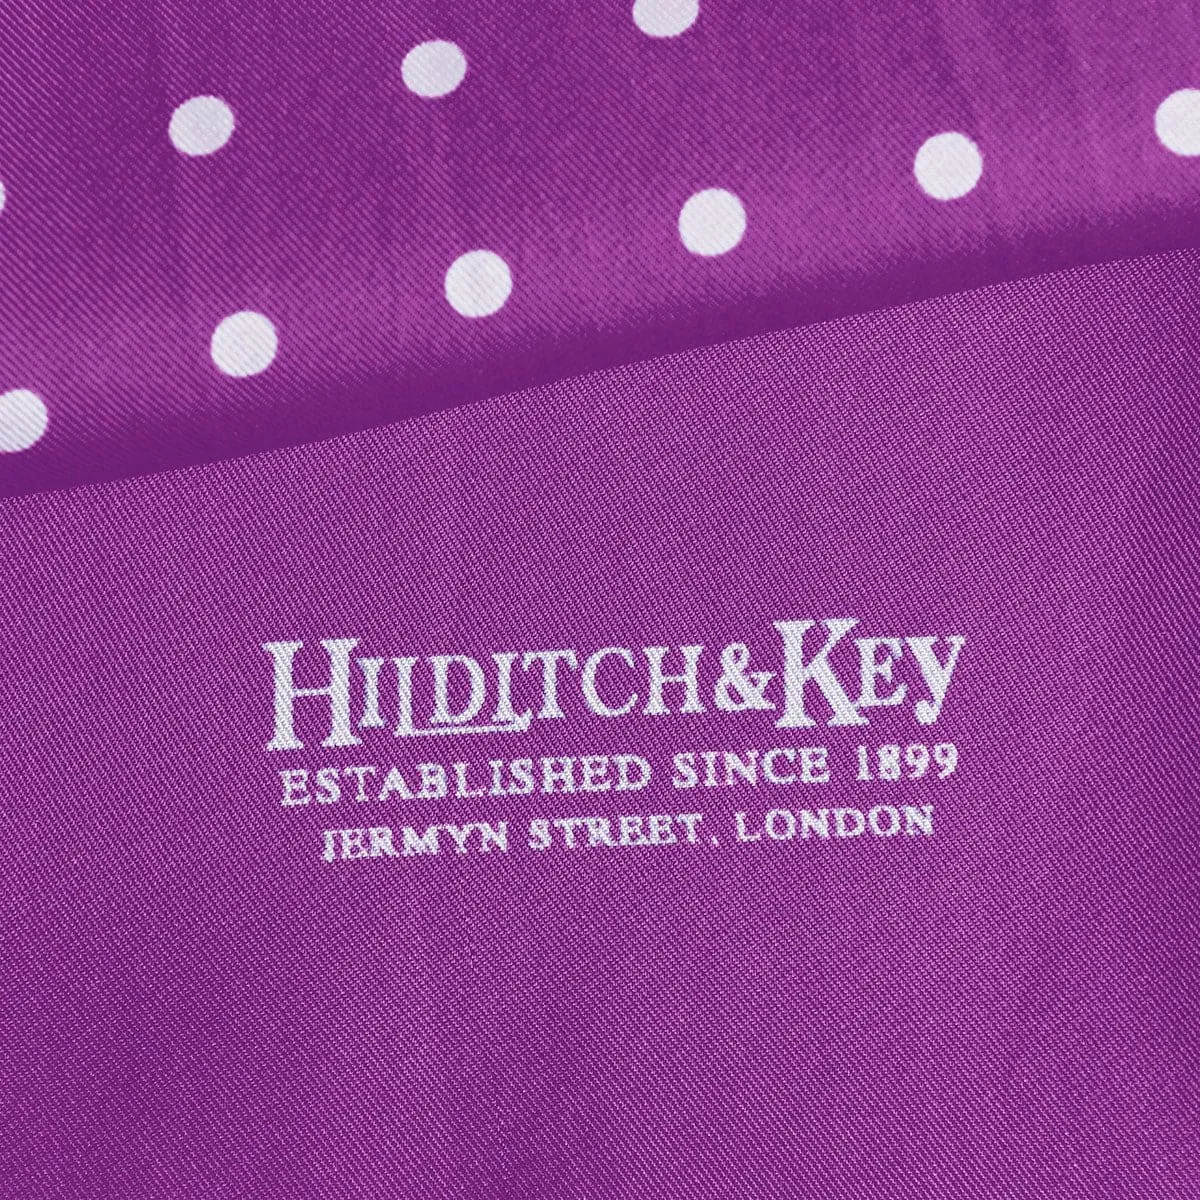 HILDITCH&KEY
ESTABLISHED SINCE 1899
JERMYN STREET, LONDON